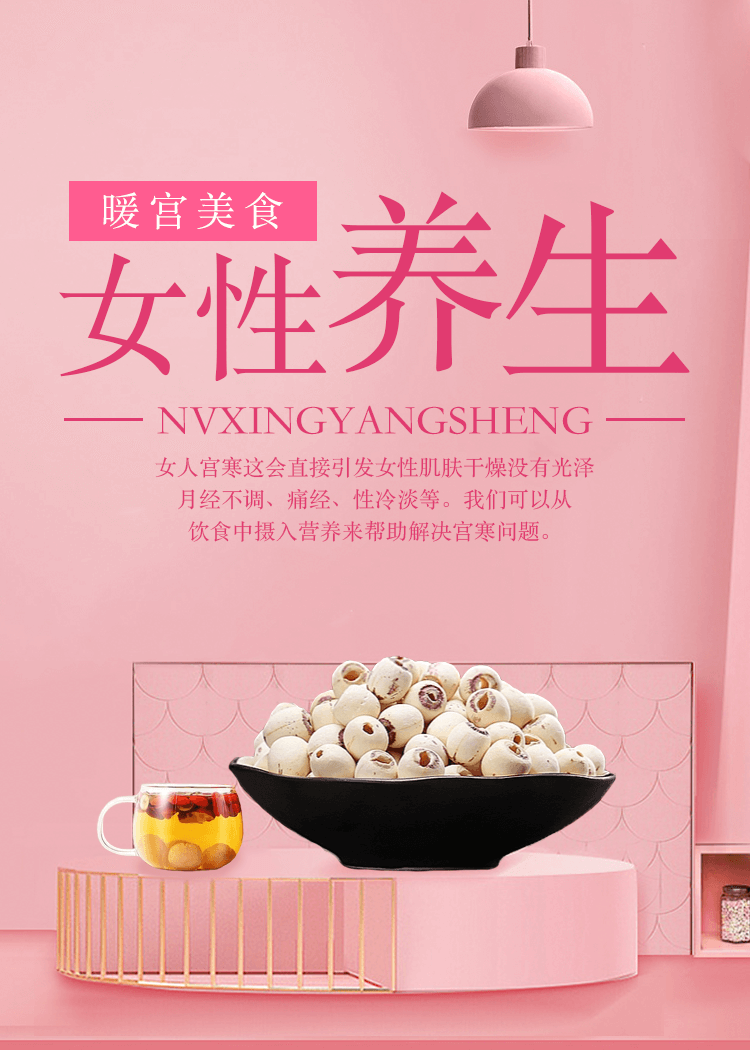 暖宫美食
女性养生
NVXINGYANGSHENG
女人宫寒这会直接引发女性肌肤干燥没有光泽
月经不调、痛经、性冷淡等。我们可以从
饮食中摄入营养来帮助解决宫寒问题。